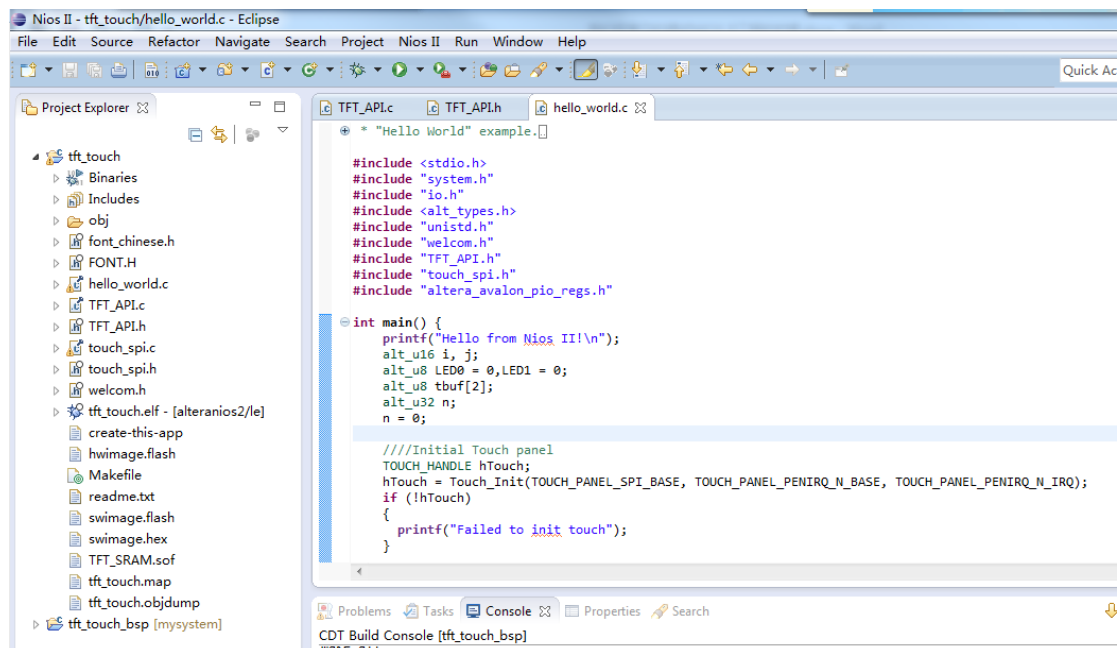 Nios II - tft_touch/hello_world.c - Eclipse
File Edit Source Refactor Navigate Search Project Nios II Run Window Help
Quick Ac
Project Explorer
TFT_API.c TFT_API.h hello_world.c
tft_touch
Binaries
Includes
obj
font_chinese.h
FONT.H
hello_world.c
TFT_API.c
TFT_API.h
touch_spi.c
touch_spi.h
welcom.h
tft_touch.elf - [alteranios2/le]
create-this-app
hwimage.flash
Makefile
readme.txt
swimage.flash
swimage.hex
TFT_SRAM.sof
tft_touch.map
tft_touch.objdump
tft_touch_bsp [mysystem]
* "Hello World" example.
#include <stdio.h>
#include "system.h"
#include "io.h"
#include <alt_types.h>
#include "unistd.h"
#include "welcom.h"
#include "TFT_API.h"
#include "touch_spi.h"
#include "altera_avalon_pio_regs.h"
int main() {
printf("Hello from Nios II!\n");
alt_u16 i, j;
alt_u8 LED0 = 0,LED1 = 0;
alt_u8 tbuf[2];
alt_u32 n;
n = 0;
////Initial Touch panel
TOUCH_HANDLE hTouch;
hTouch = Touch_Init(TOUCH_PANEL_SPI_BASE, TOUCH_PANEL_PENIRQ_N_BASE, TOUCH_PANEL_PENIRQ_N_IRQ);
if (!hTouch)
{
printf("Failed to init touch");
}
Problems Tasks Console Properties Search
CDT Build Console [tft_touch_bsp]